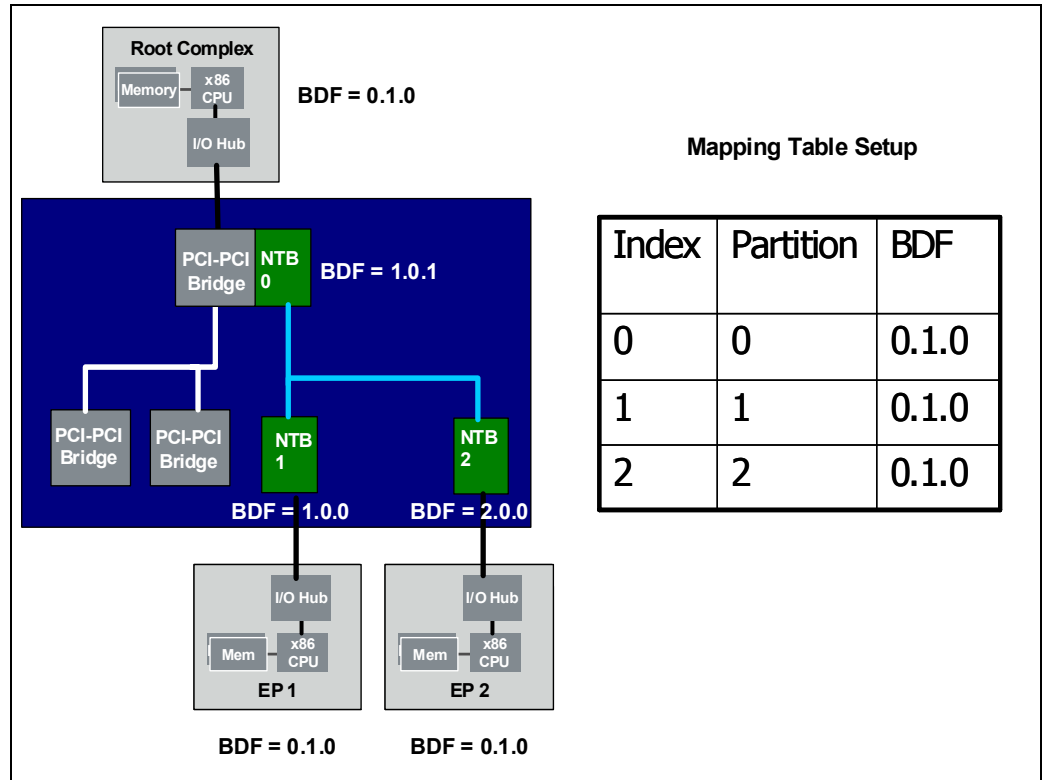 Root Complex
Memory
x86
CPU
BDF = 0.1.0
I/O Hub
Mapping Table Setup
PCI-PCI
Bridge
NTB
0
BDF = 1.0.1
Index Partition BDF
0 0 0.1.0
1 1 0.1.0
2 2 0.1.0
PCI-PCI
Bridge
PCI-PCI
Bridge
NTB
1
NTB
2
BDF = 1.0.0
BDF = 2.0.0
I/O Hub
Mem
x86
CPU
EP 1
I/O Hub
Mem
x86
CPU
EP 2
BDF = 0.1.0
BDF = 0.1.0